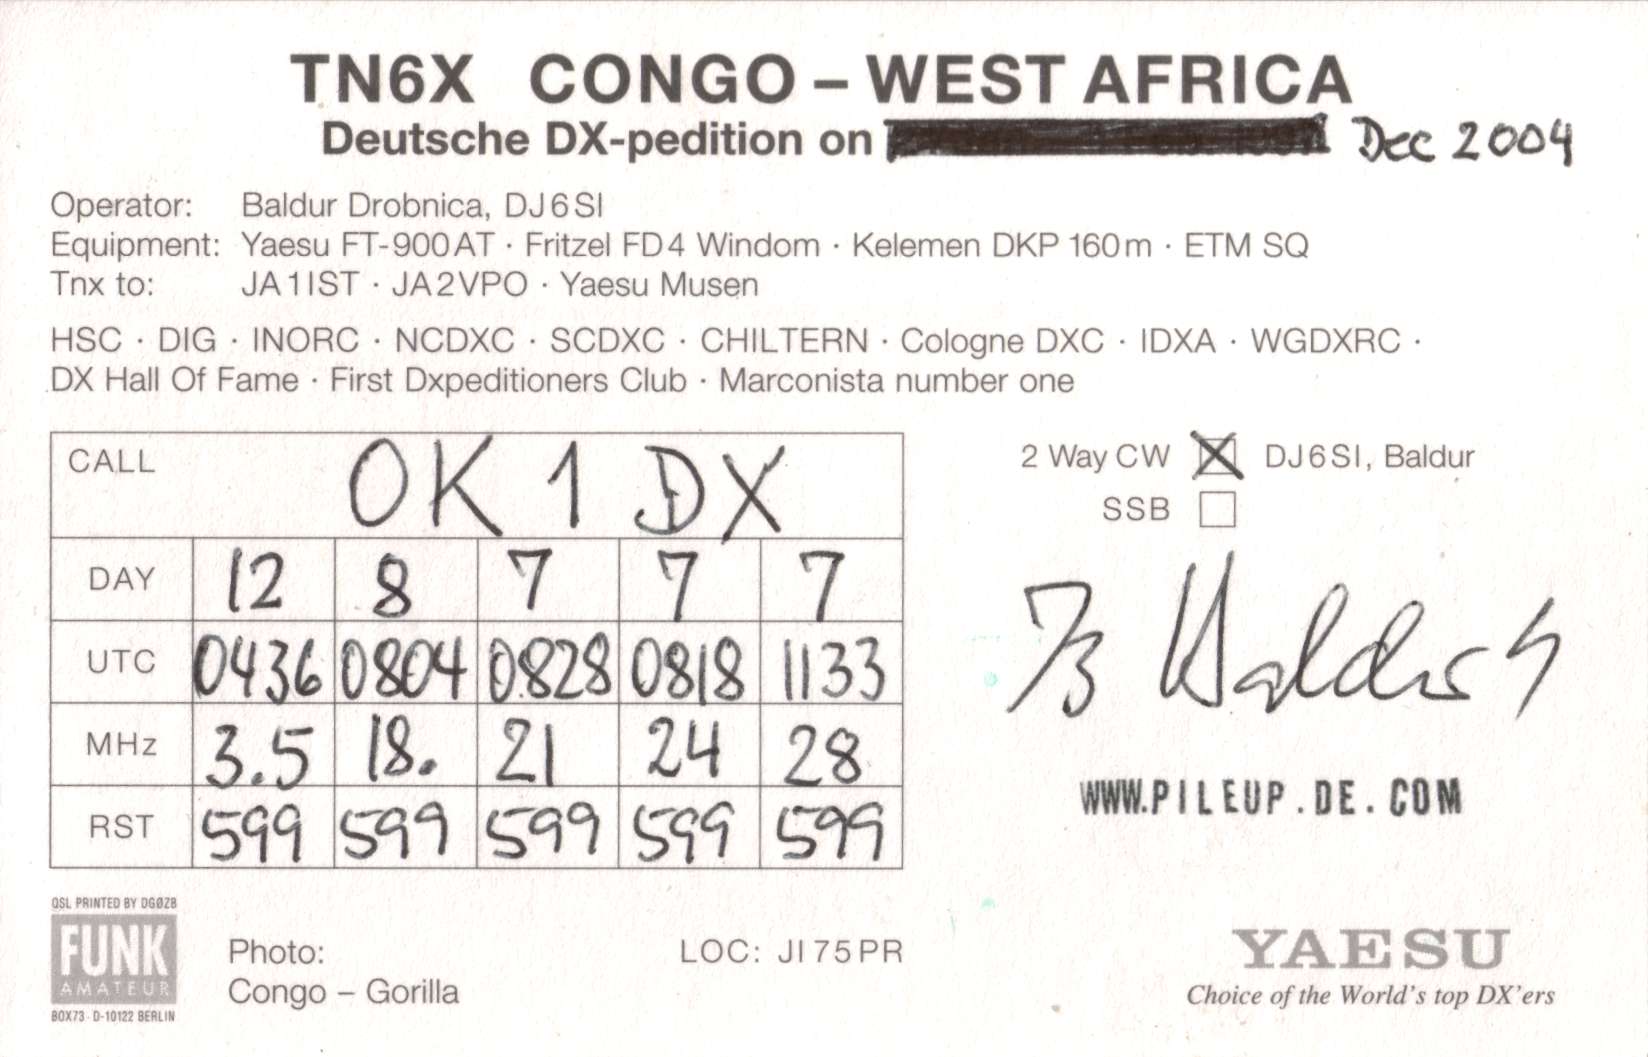 TN6X CONGO – WEST AFRICA
Deutsche DX-pedition on Dec 2004
Operator: Baldur Drobnica, DJ6SI
Equipment: Yaesu FT-900AT · Fritzel FD4 Windom · Kelemen DKP 160m · ETM SQ
Tnx to: JA1IST · JA2VPO · Yaesu Musen
HSC · DIG · INORC · NCDXC · SCDXC · CHILTERN · Cologne DXC · IDXA · WGDXRC ·
DX Hall Of Fame · First Dxpeditioners Club · Marconista number one
CALL OK1DX
DAY 12 8 7 7 7
UTC 0436 0804 0828 0818 1133
MHz 3.5 18. 21 24 28
RST 599 599 599 599 599
2 Way CW DJ6SI, Baldur
SSB
WWW.PILEUP.DE.COM
QSL PRINTED BY DGØZB
FUNK
AMATEUR
BOX73 · D-10122 BERLIN
Photo:
Congo – Gorilla
LOC: JI75PR
YAESU
Choice of the World's top DX'ers